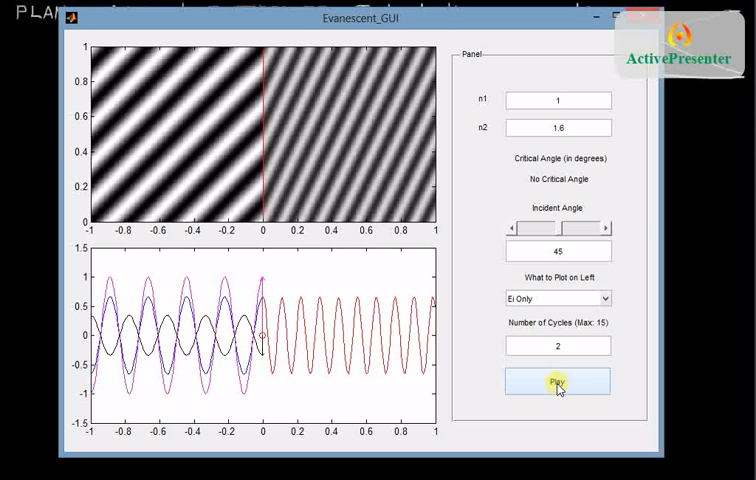 PLAN
Evanescent_GUI
ActivePresenter
Panel
n1
1
n2
1.6
Critical Angle (in degrees)
No Critical Angle
Incident Angle
45
What to Plot on Left
Ei Only
Number of Cycles (Max: 15)
2
Play
1
0.8
0.6
0.4
0.2
0
-1 -0.8 -0.6 -0.4 -0.2 0 0.2 0.4 0.6 0.8 1
1.5
1
0.5
0
-0.5
-1
-1.5
-1 -0.8 -0.6 -0.4 -0.2 0 0.2 0.4 0.6 0.8 1